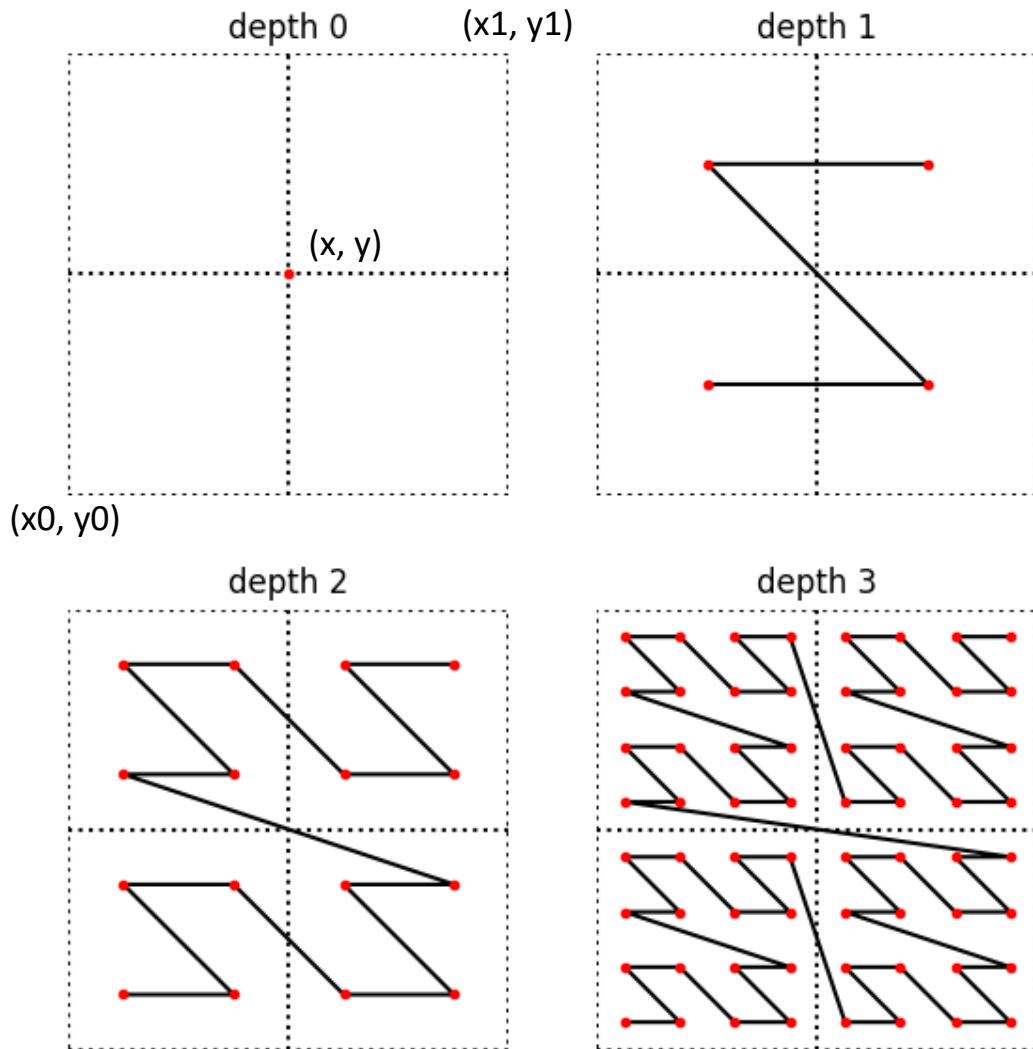 depth 0
(x1, y1)
depth 1
(x, y)
(x0, y0)
depth 2
depth 3